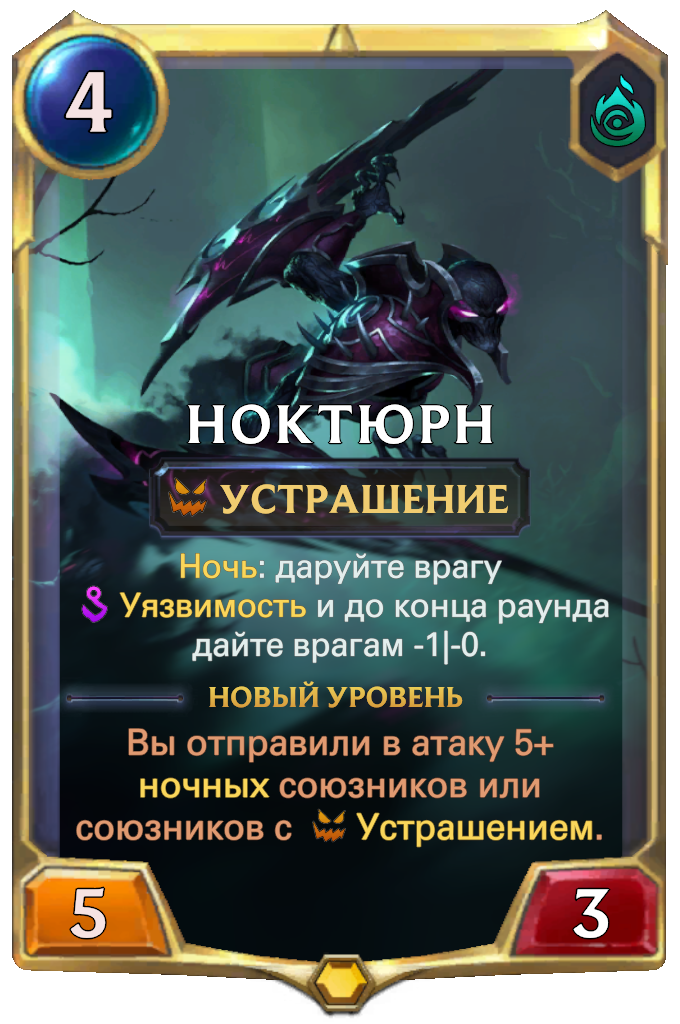 4
НОКТЮРН
УСТРАШЕНИЕ
Ночь: даруйте врагу
Уязвимость и до конца раунда
дайте врагам -1|-0.
НОВЫЙ УРОВЕНЬ
Вы отправили в атаку 5+
ночных союзников или
союзников с Устрашением.
5
3